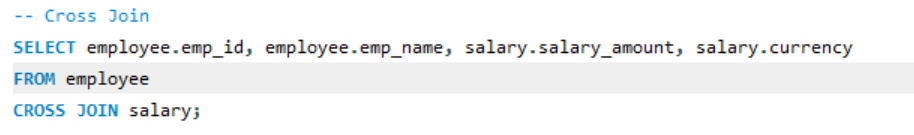 -- Cross Join
SELECT employee.emp_id, employee.emp_name, salary.salary_amount, salary.currency
FROM employee
CROSS JOIN salary;